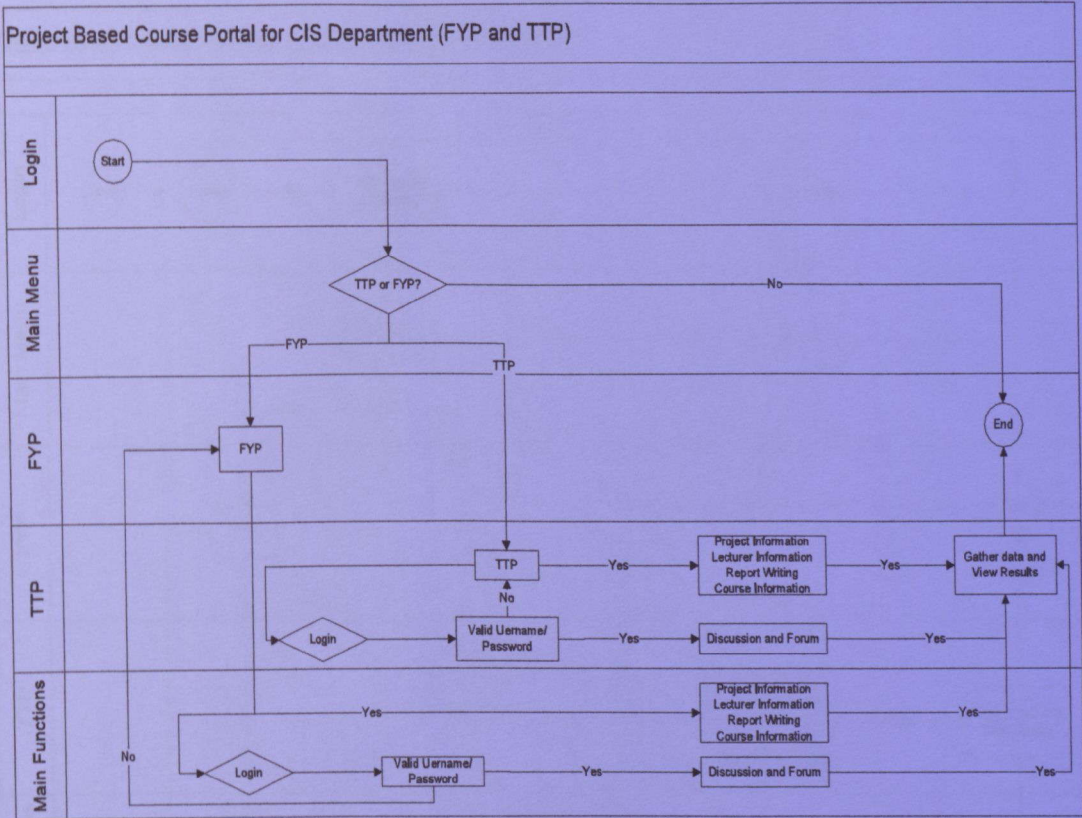 Project Based Course Portal for CIS Department (FYP and TTP)
Login
Start
Main Menu
TTP or FYP?
No
FYP
TTP
FYP
FYP
End
TTP
TTP
Yes
Project Information
Lecturer Information
Report Writing
Course Information
Yes
Gather data and
View Results
No
Login
Valid Uername/
Password
Yes
Discussion and Forum
Yes
Main Functions
Yes
Project Information
Lecturer Information
Report Writing
Course Information
Yes
No
Login
Valid Uername/
Password
Yes
Discussion and Forum
Yes